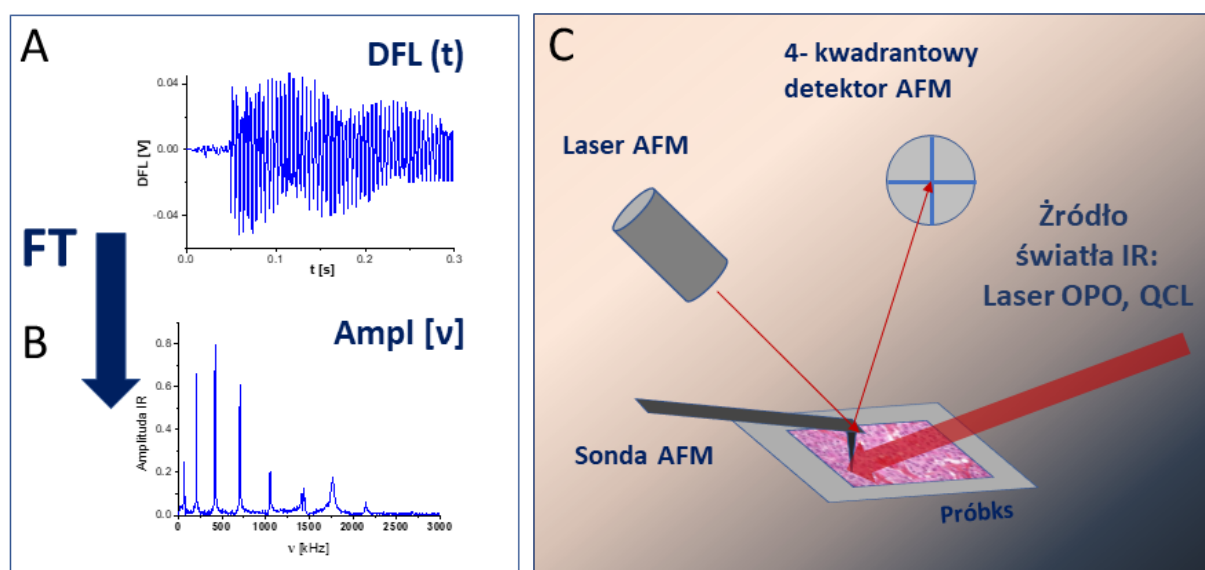 A
DFL (t)
0.04
0.00
-0.04
DFL [V]
0.0
0.1
0.2
0.3
t [s]
FT
B
Ampl [ν]
0.8
0.6
0.4
0.2
0.0
Amplituda IR
0
500
1000
1500
2000
2500
3000
ν [kHz]
C
4- kwadrantowy
detektor AFM
Laser AFM
Żródło
światła IR:
Laser OPO, QCL
Sonda AFM
Próbks